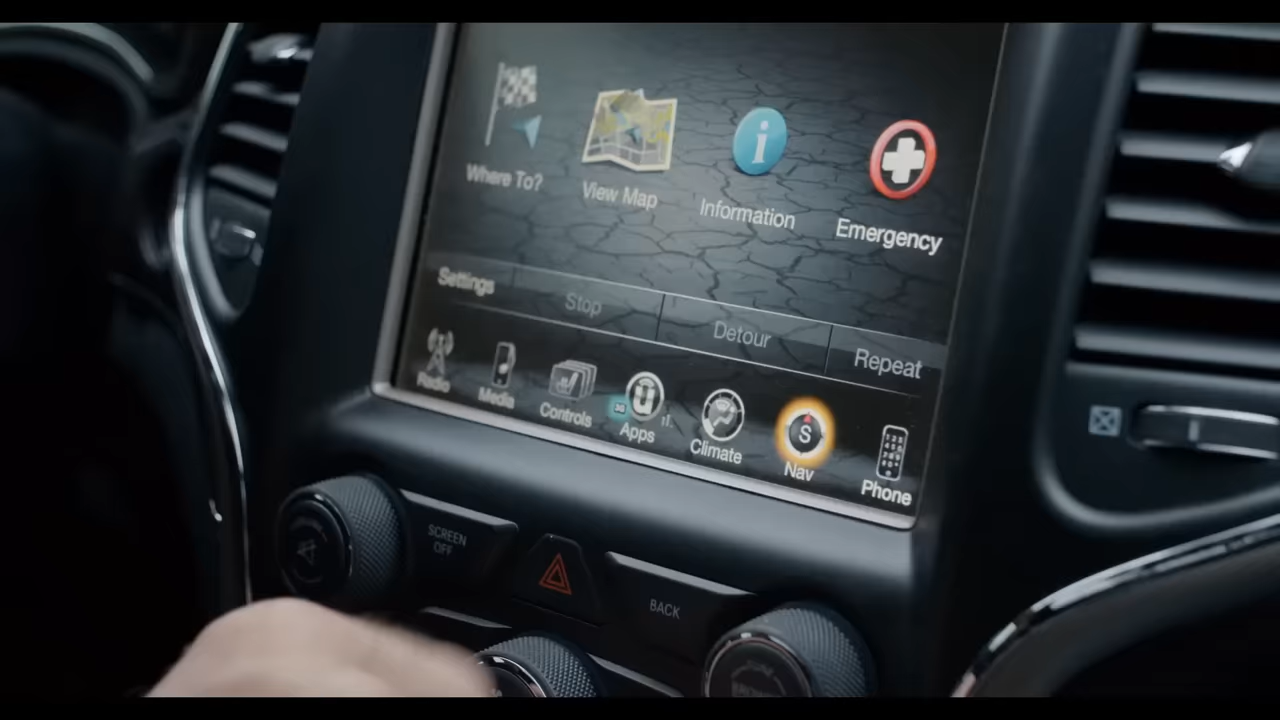 Where To?
View Map
Information
Emergency
Settings
Stop
Detour
Repeat
Radio
Media
Controls
3G
Apps
Climate
S
Nav
Phone
SCREEN
OFF
BACK